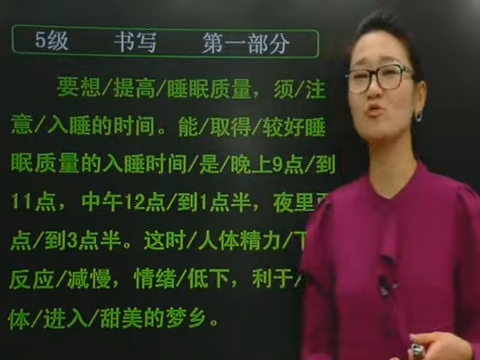 5级 书写 第一部分
要想/提高/睡眠质量，须/注
意/入睡的时间。能/取得/较好睡
眠质量的入睡时间/是/晚上9点/到
11点，中午12点/到1点半，夜里
点/到3点半。这时/人体精力/下
反应/减慢，情绪/低下，利于/
体/进入/甜美的梦乡。